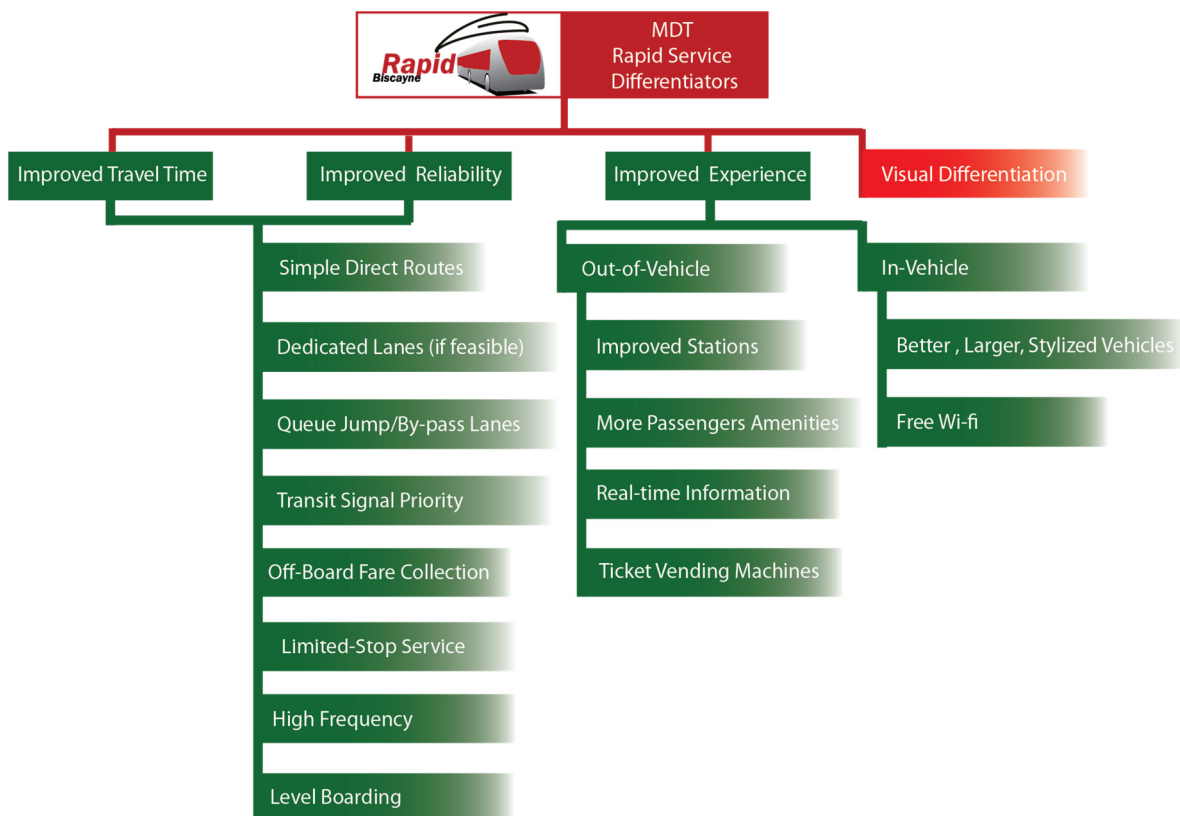 Rapid
Biscayne
MDT
Rapid Service
Differentiators
Improved Travel Time
Improved Reliability
Improved Experience
Visual Differentiation
Simple Direct Routes
Dedicated Lanes (if feasible)
Queue Jump/By-pass Lanes
Transit Signal Priority
Off-Board Fare Collection
Limited-Stop Service
High Frequency
Level Boarding
Out-of-Vehicle
Improved Stations
More Passengers Amenities
Real-time Information
Ticket Vending Machines
In-Vehicle
Better , Larger, Stylized Vehicles
Free Wi-fi